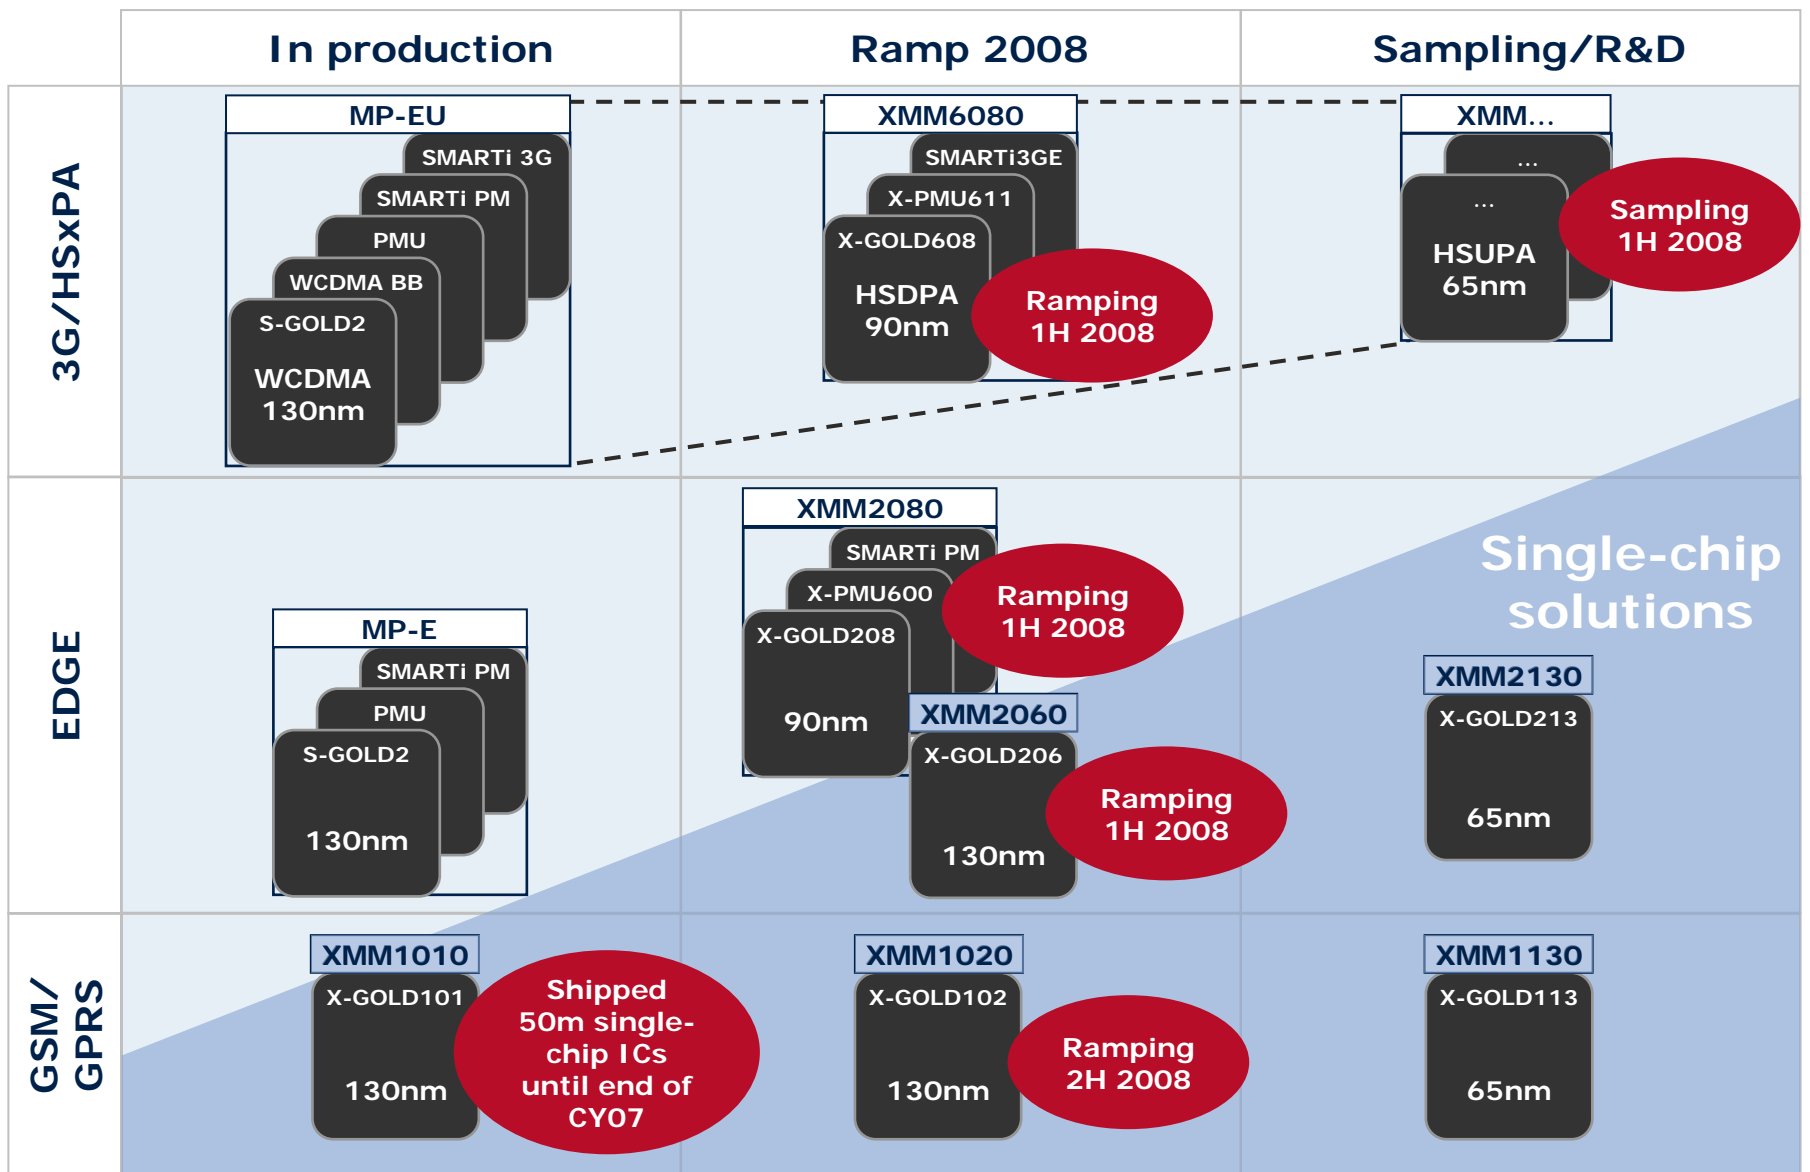 In production
Ramp 2008
Sampling/R&D
3G/HSxPA
MP-EU
SMARTi 3G
SMARTi PM
PMU
WCDMA BB
S-GOLD2
WCDMA
130nm
XMM6080
SMARTi3GE
X-PMU611
X-GOLD608
HSDPA
90nm
Ramping
1H 2008
XMM...
...
...
HSUPA
65nm
Sampling
1H 2008
EDGE
MP-E
SMARTi PM
PMU
S-GOLD2
130nm
XMM2080
SMARTi PM
X-PMU600
X-GOLD208
90nm
Ramping
1H 2008
XMM2060
X-GOLD206
130nm
Ramping
1H 2008
Single-chip
solutions
XMM2130
X-GOLD213
65nm
GSM/
GPRS
XMM1010
X-GOLD101
130nm
Shipped
50m single-
chip ICs
until end of
CY07
XMM1020
X-GOLD102
130nm
Ramping
2H 2008
XMM1130
X-GOLD113
65nm